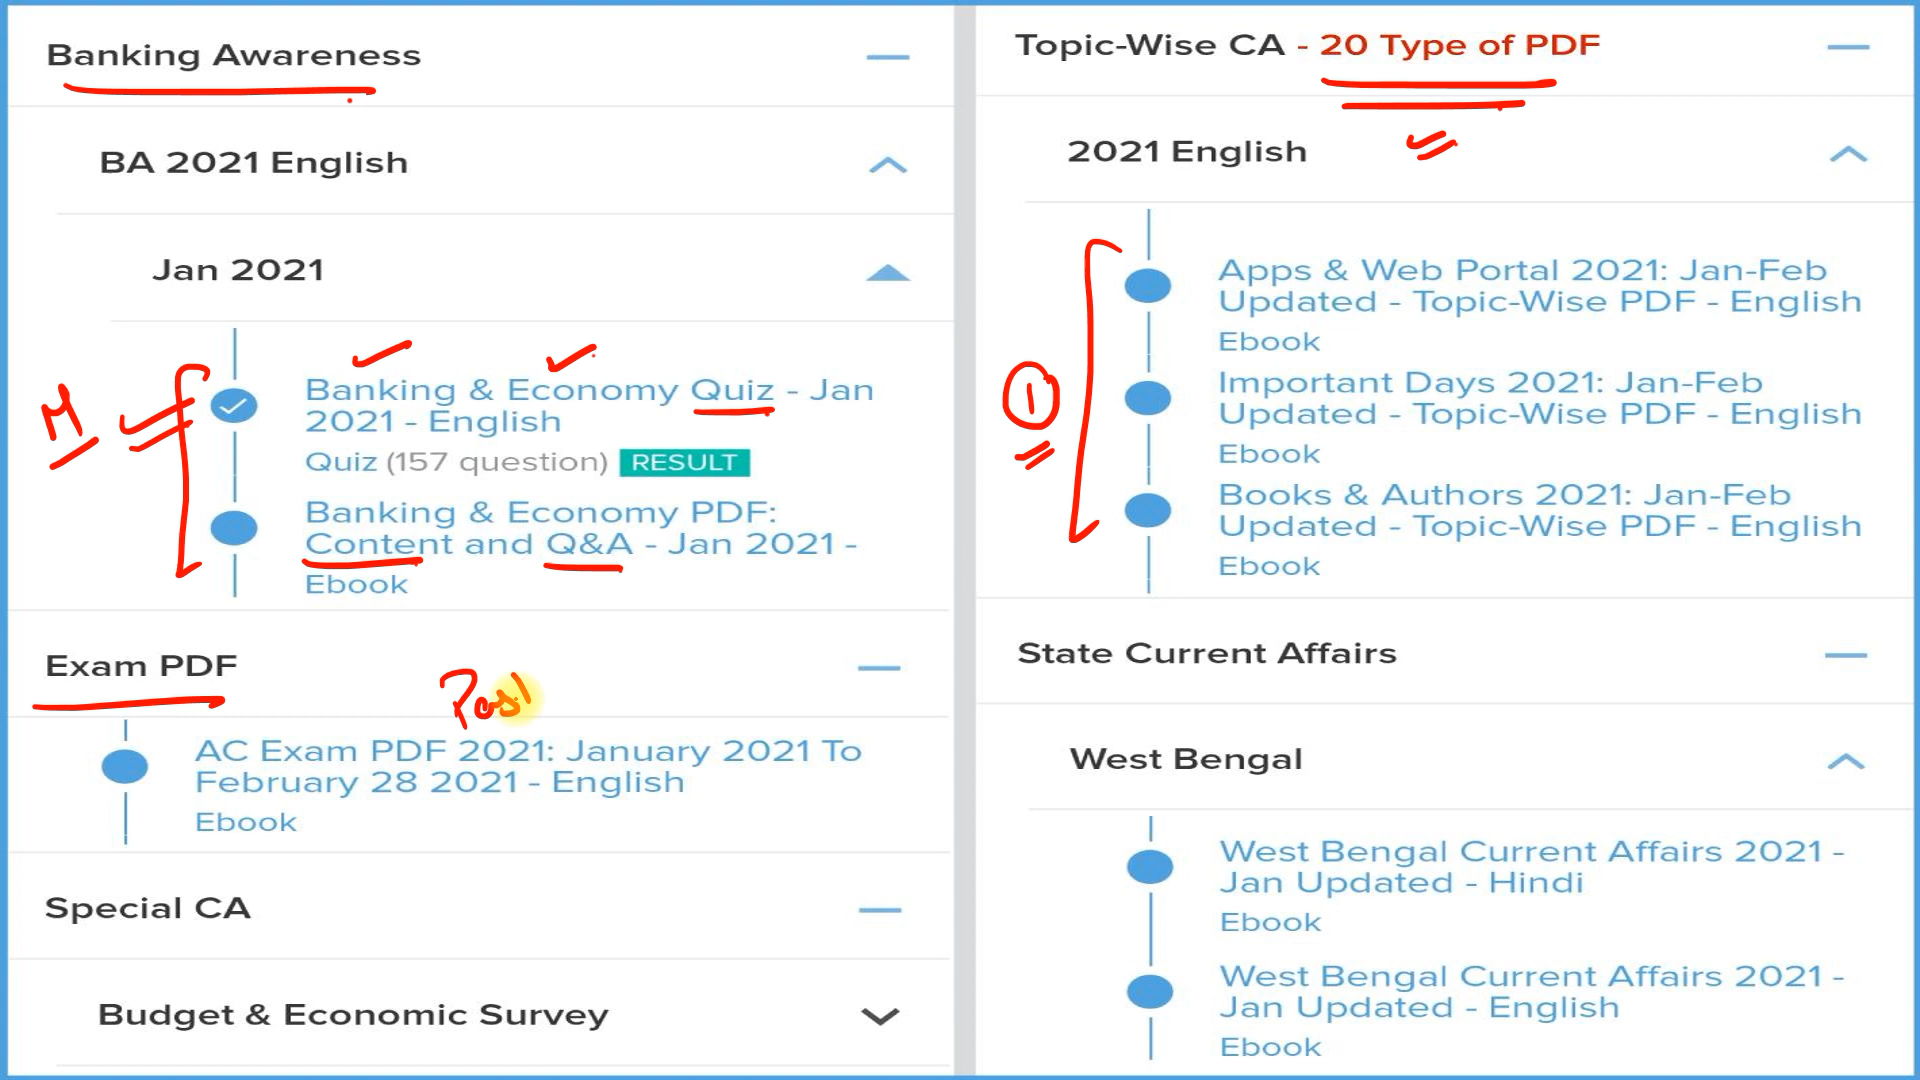 Banking Awareness
BA 2021 English
Jan 2021
Banking & Economy Quiz - Jan
2021 - English
Quiz (157 question) RESULT
Banking & Economy PDF:
Content and Q&A - Jan 2021 -
Ebook
M
Exam PDF
AC Exam PDF 2021: January 2021 To
February 28 2021 - English
Ebook
Special CA
Budget & Economic Survey
Topic-Wise CA - 20 Type of PDF
2021 English
1
Apps & Web Portal 2021: Jan-Feb
Updated - Topic-Wise PDF - English
Ebook
Important Days 2021: Jan-Feb
Updated - Topic-Wise PDF - English
Ebook
Books & Authors 2021: Jan-Feb
Updated - Topic-Wise PDF - English
Ebook
State Current Affairs
West Bengal
West Bengal Current Affairs 2021 -
Jan Updated - Hindi
Ebook
West Bengal Current Affairs 2021 -
Jan Updated - English
Ebook